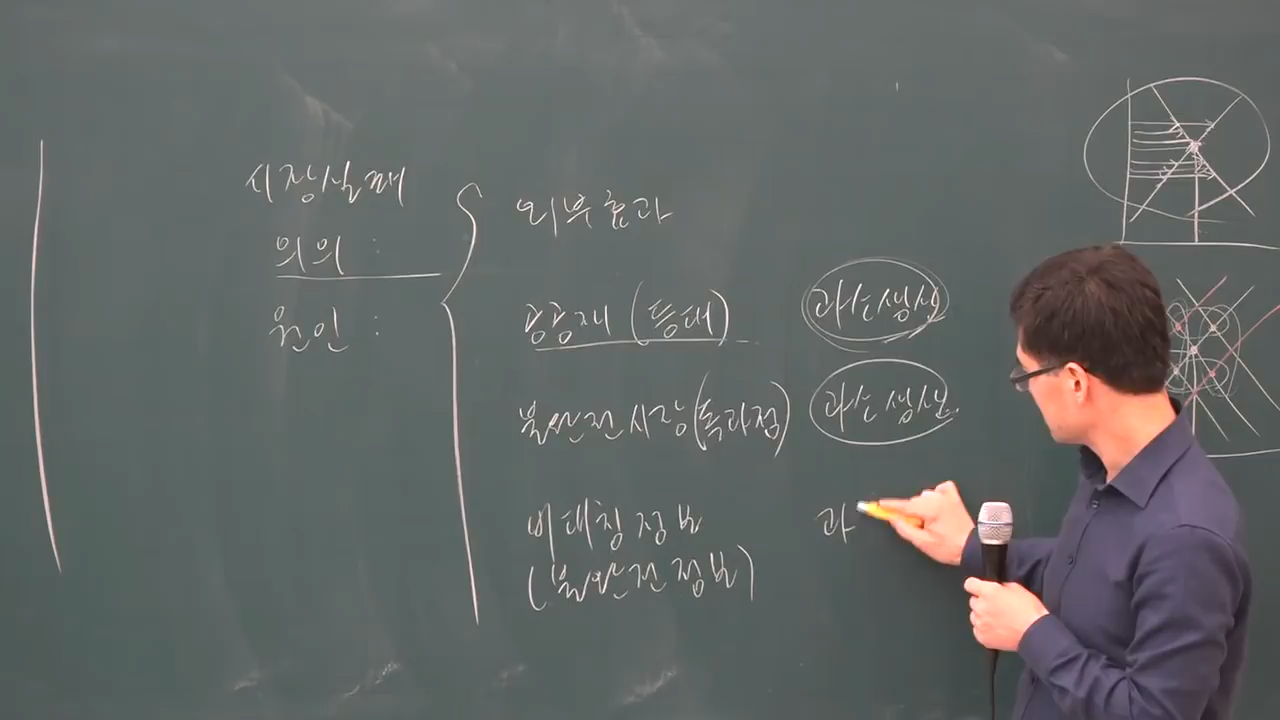 시장실패
의의 :
원인 :
외부효과
공공재 (등대)
과소생산
불완전시장(독과점)
과소생산
비대칭정보
(불완전정보)
과